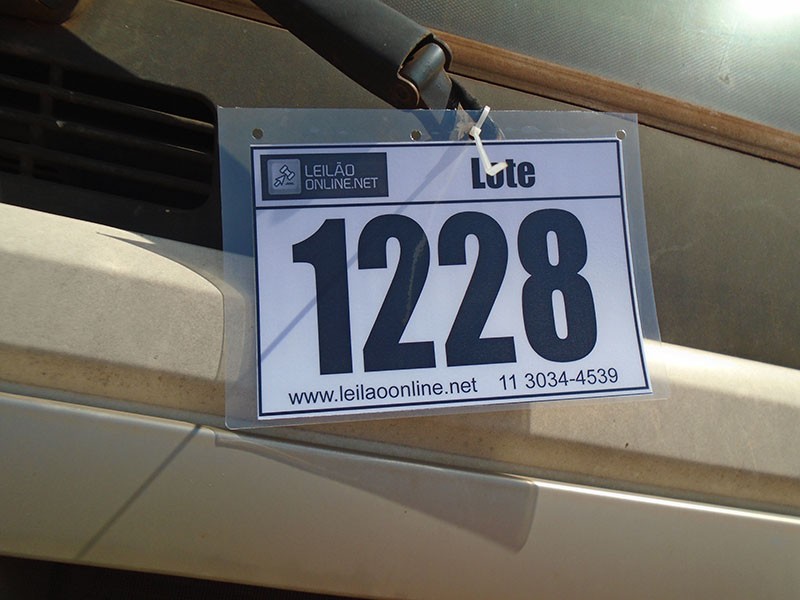 LEILÃO
ONLINE.NET
Lote
1228
www.leilaoonline.net 11 3034-4539